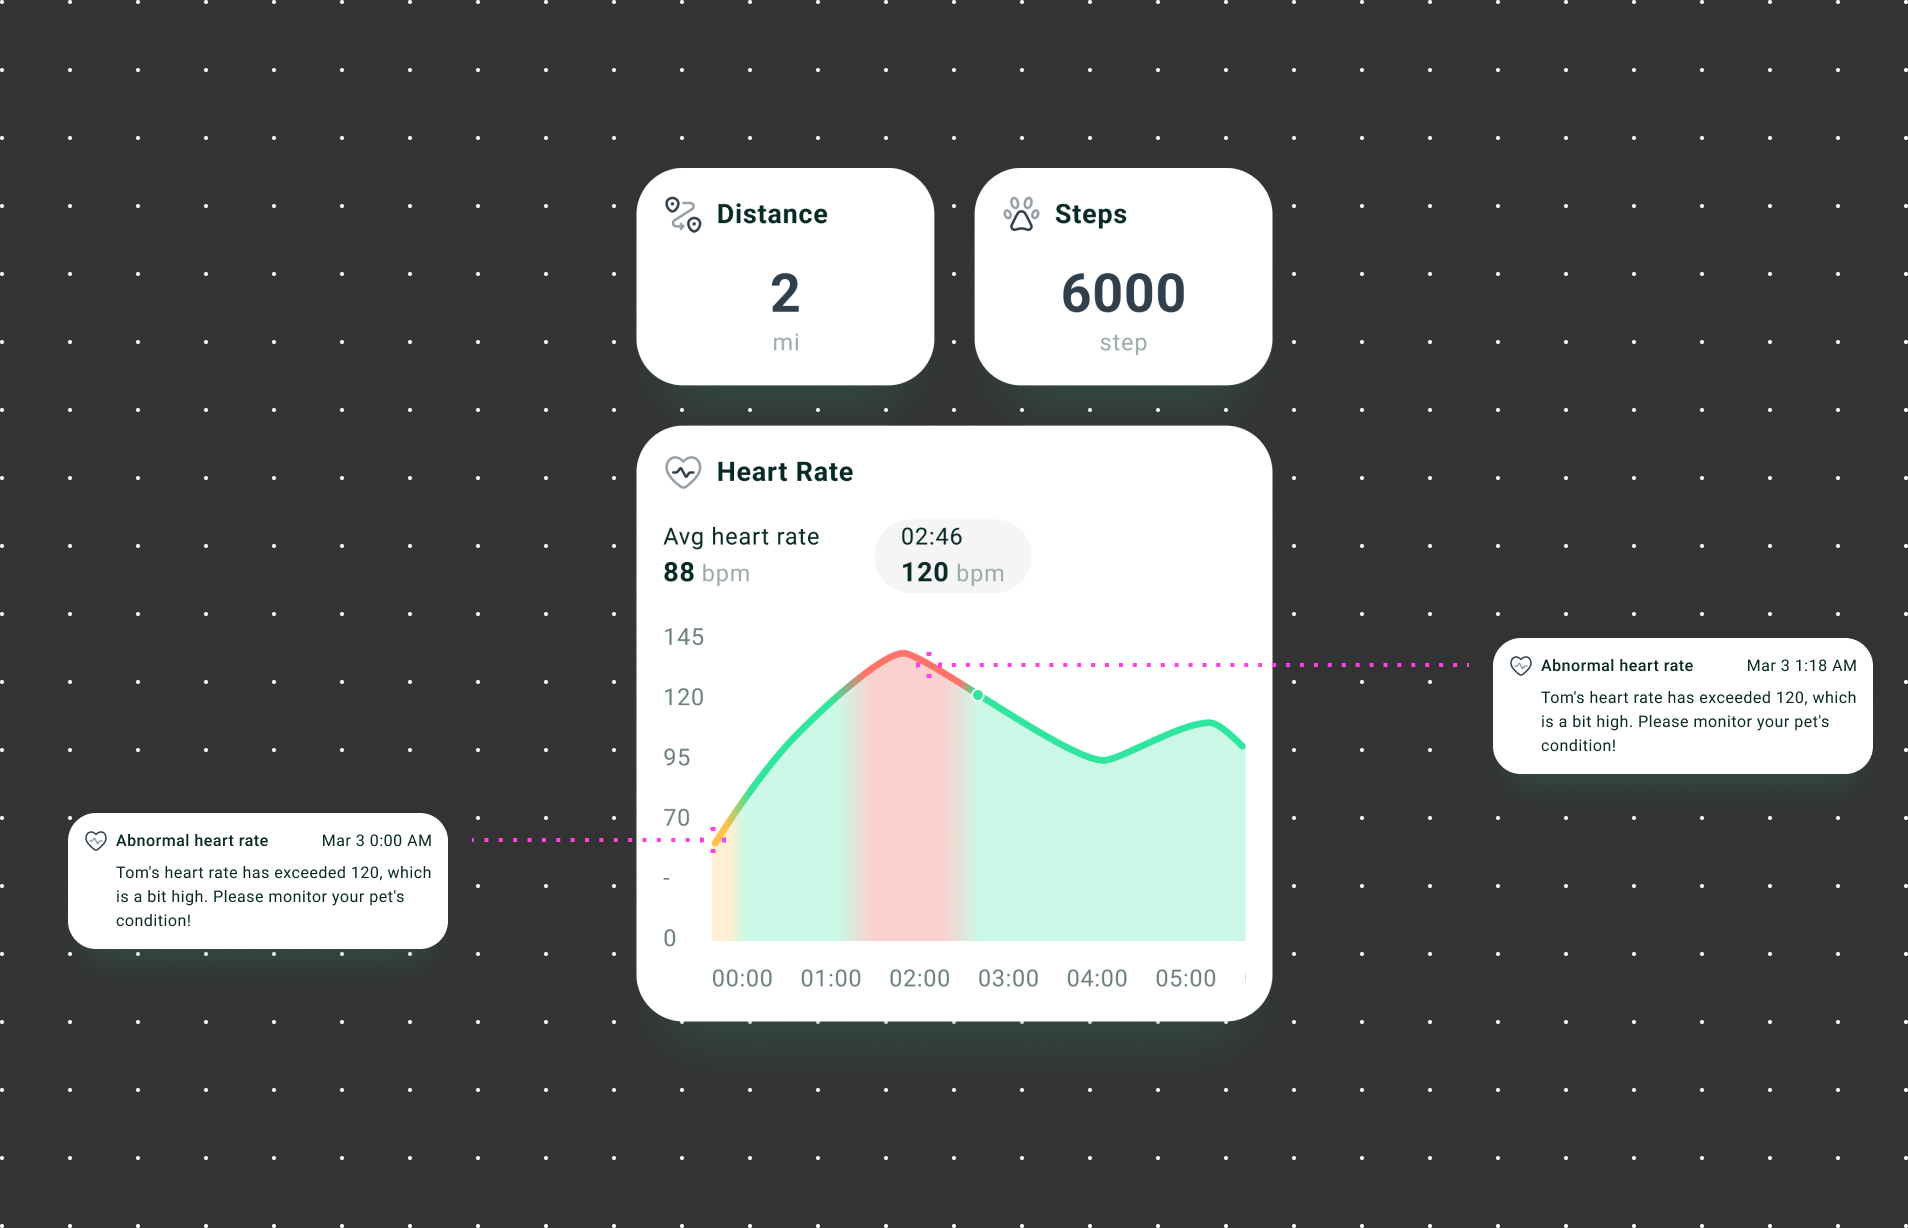 Distance
2
mi
Steps
6000
step
Heart Rate
Avg heart rate
88 bpm
02:46
120 bpm
145
120
95
70
-
0
00:00 01:00 02:00 03:00 04:00 05:00
Abnormal heart rate Mar 3 0:00 AM
Tom's heart rate has exceeded 120, which
is a bit high. Please monitor your pet's
condition!
Abnormal heart rate Mar 3 1:18 AM
Tom's heart rate has exceeded 120, which
is a bit high. Please monitor your pet's
condition!